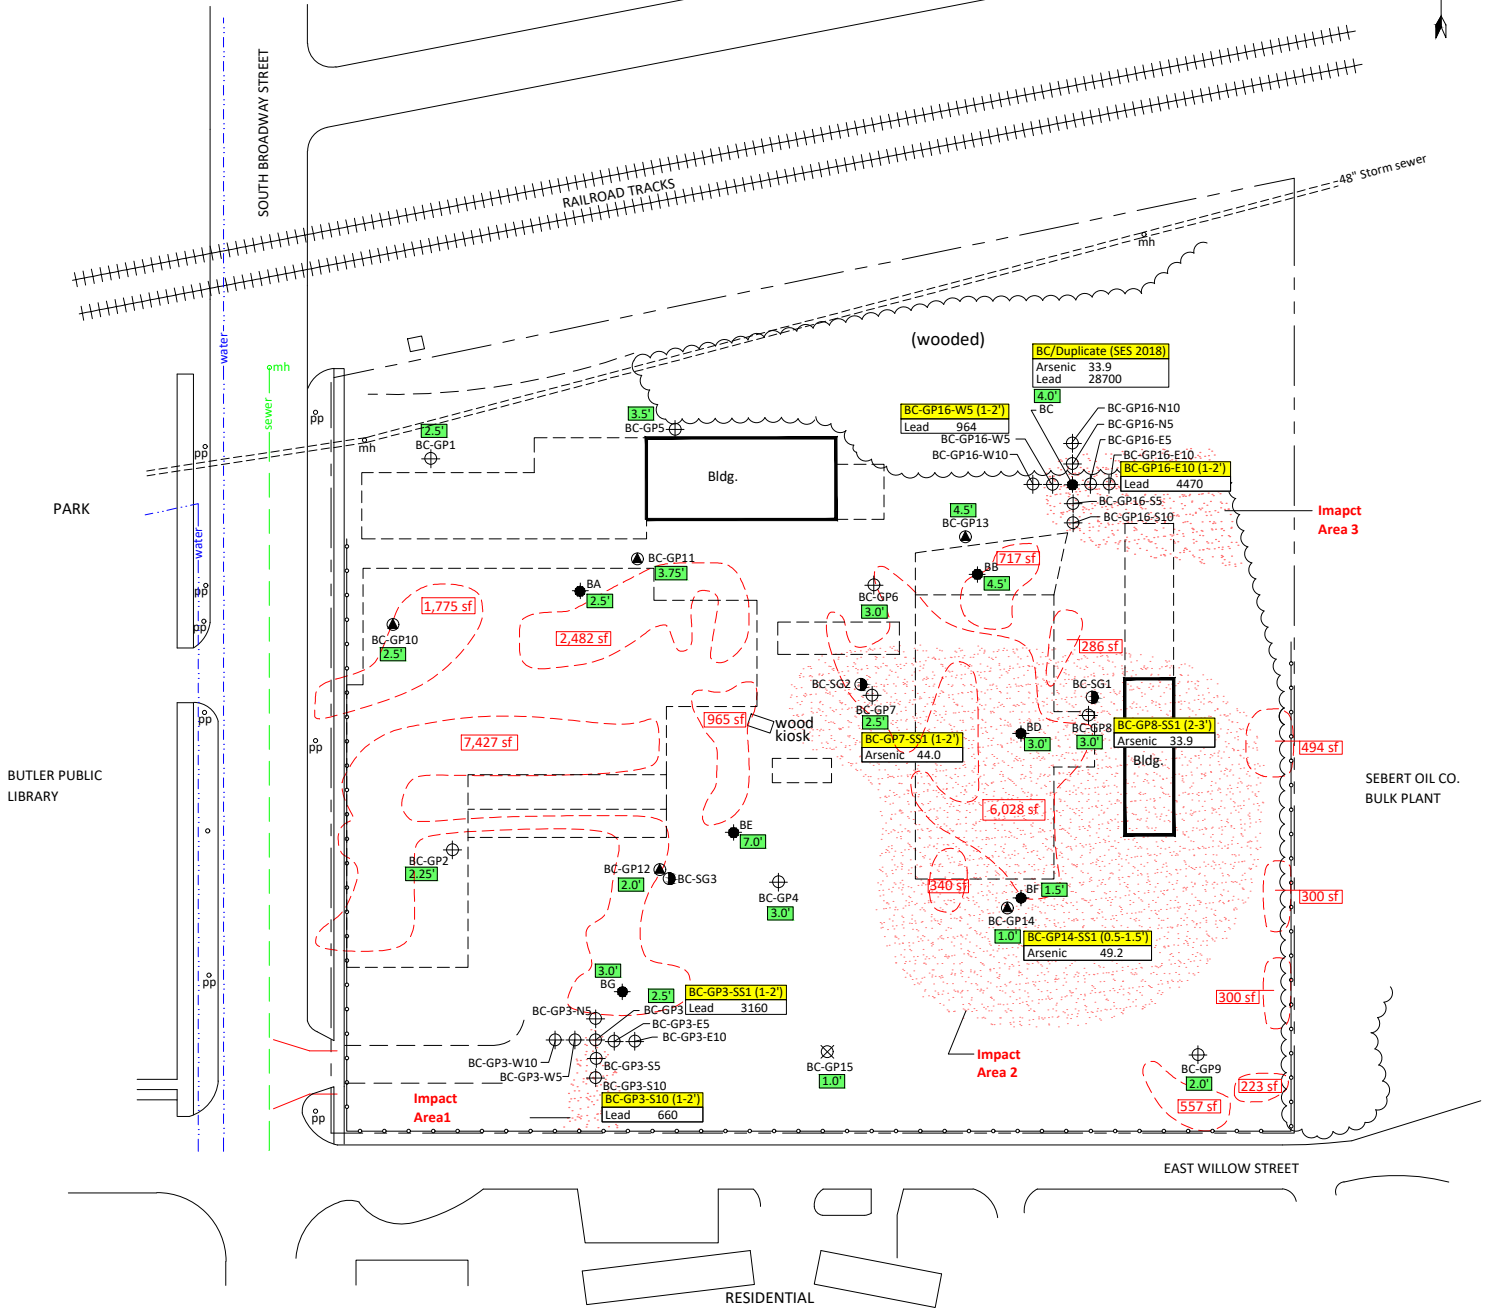 SOUTH BROADWAY STREET
RAILROAD TRACKS
48" Storm sewer
mh
water
(wooded)
mh
sewer
pp
pp
mh
BC/Duplicate (SES 2018)
Arsenic 33.9
Lead 28700
4.0'
BC
BC-GP16-W5 (1-2')
Lead 964
BC-GP16-W5
BC-GP16-W10
BC-GP16-N10
BC-GP16-N5
BC-GP16-E5
BC-GP16-E10
BC-GP16-E10 (1-2')
Lead 4470
BC-GP16-S5
BC-GP16-S10
Imapct
Area 3
3.5'
BC-GP5
2.5'
BC-GP1
Bldg.
PARK
water
4.5'
BC-GP13
BC-GP11
3.75'
BA
2.5'
717 sf
BB
4.5'
BC-GP6
3.0'
pp
pp
1,775 sf
BC-GP10
2.5'
2,482 sf
286 sf
BC-SG2
BC-GP7
2.5'
BC-GP7-SS1 (1-2')
Arsenic 44.0
BC-SG1
BC-GP8
3.0'
BC-GP8-SS1 (2-3')
Arsenic 33.9
Bldg.
BD
3.0'
pp
pp
965 sf
wood
kiosk
7,427 sf
494 sf
BUTLER PUBLIC
LIBRARY
SEBERT OIL CO.
BULK PLANT
6,028 sf
BE
7.0'
BC-GP2
2.25'
BC-GP12
2.0'
BC-SG3
BC-GP4
3.0'
340 sf
BF
1.5'
BC-GP14
1.0'
BC-GP14-SS1 (0.5-1.5')
Arsenic 49.2
300 sf
pp
3.0'
BG
2.5'
BC-GP3-SS1 (1-2')
Lead 3160
300 sf
BC-GP3-N5
BC-GP3
BC-GP3-E5
BC-GP3-E10
BC-GP3-W10
BC-GP3-W5
BC-GP3-S5
BC-GP3-S10
BC-GP3-S10 (1-2')
Lead 660
Impact
Area1
pp
BC-GP15
1.0'
Impact
Area 2
BC-GP9
2.0'
223 sf
557 sf
EAST WILLOW STREET
RESIDENTIAL